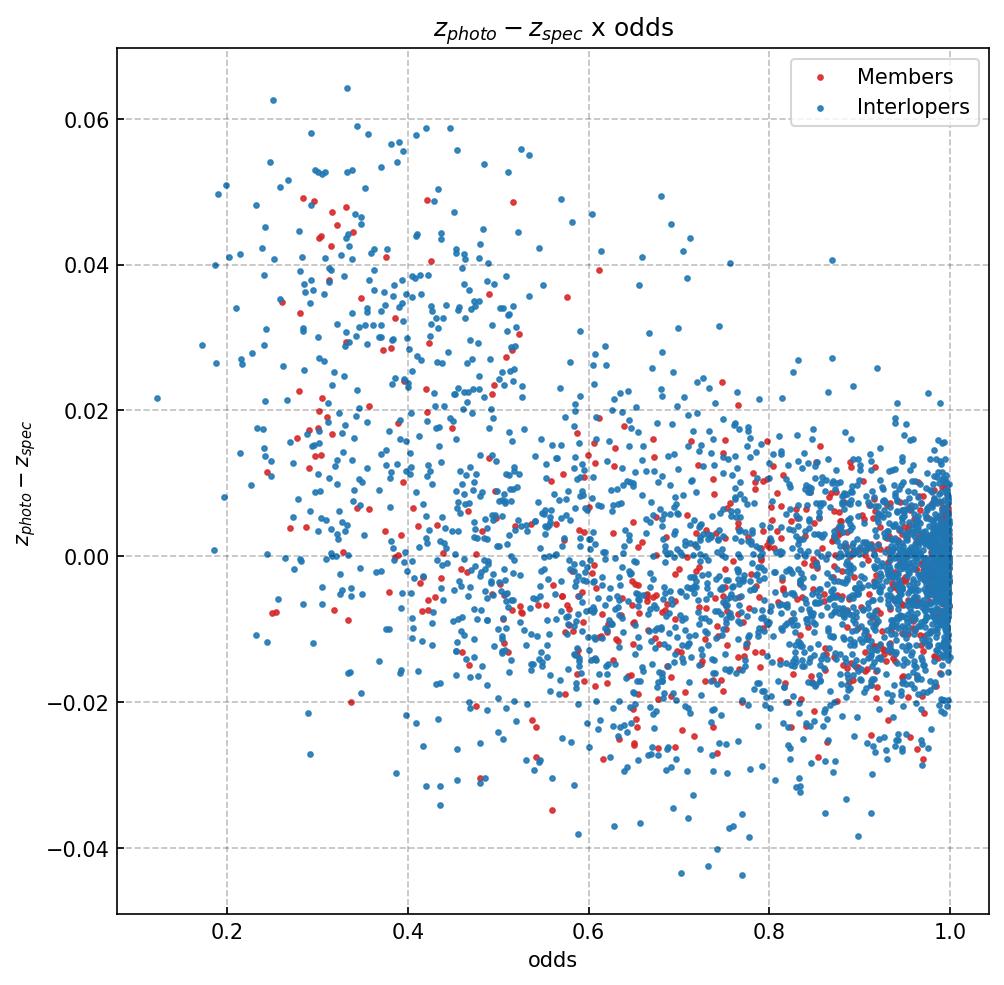 z_photo − z_spec x odds
Members
Interlopers
z_photo − z_spec
0.06
0.04
0.02
0.00
−0.02
−0.04
0.2 0.4 0.6 0.8 1.0
odds